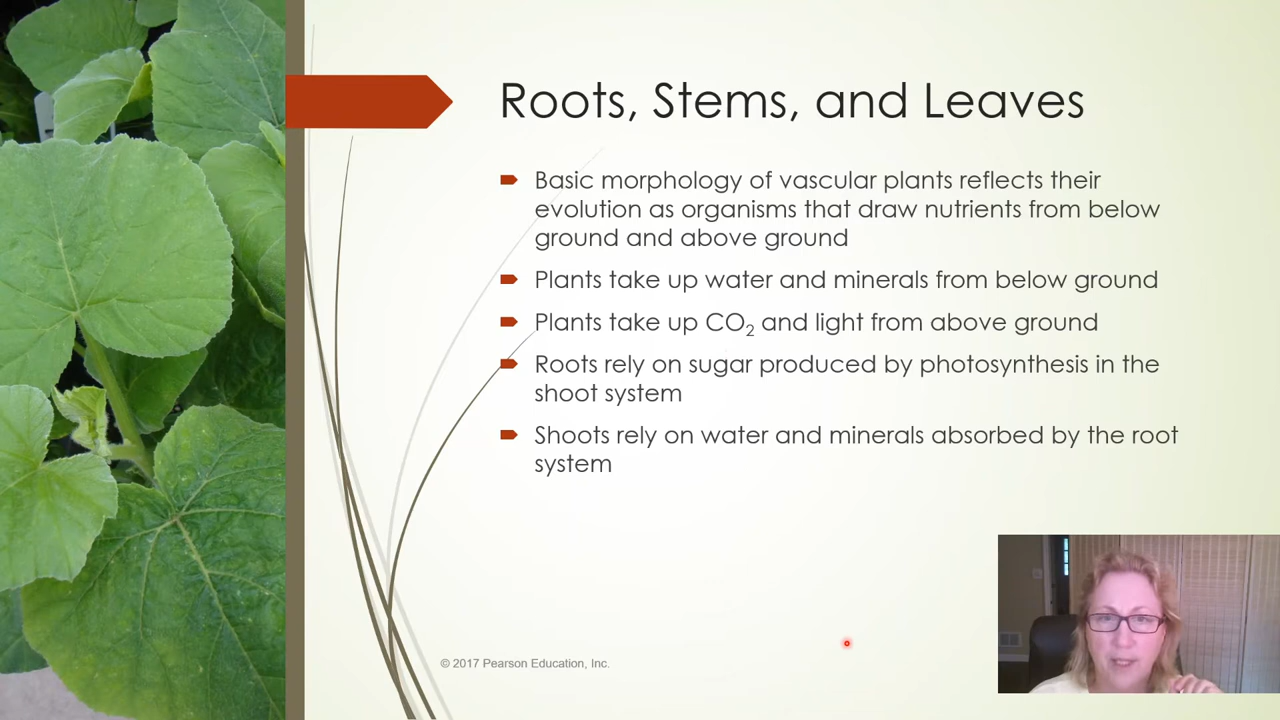 Roots, Stems, and Leaves
Basic morphology of vascular plants reflects their
evolution as organisms that draw nutrients from below
ground and above ground
Plants take up water and minerals from below ground
Plants take up CO₂ and light from above ground
Roots rely on sugar produced by photosynthesis in the
shoot system
Shoots rely on water and minerals absorbed by the root
system
© 2017 Pearson Education, Inc.